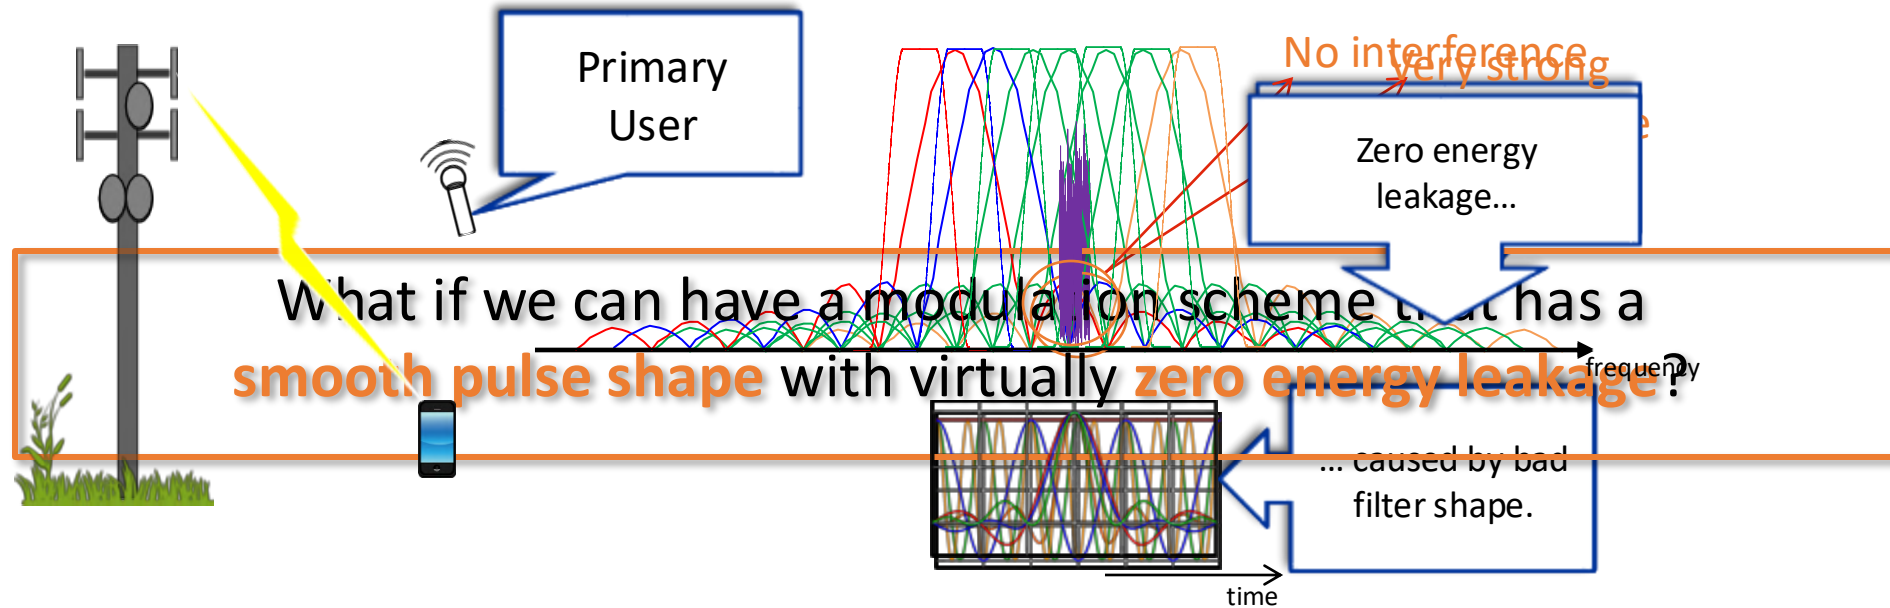 Primary
User
No interference
Very strong
e
Zero energy
leakage...
What if we can have a modulation scheme that has a
smooth pulse shape with virtually zero energy leakage?
frequency
... caused by bad
filter shape.
time